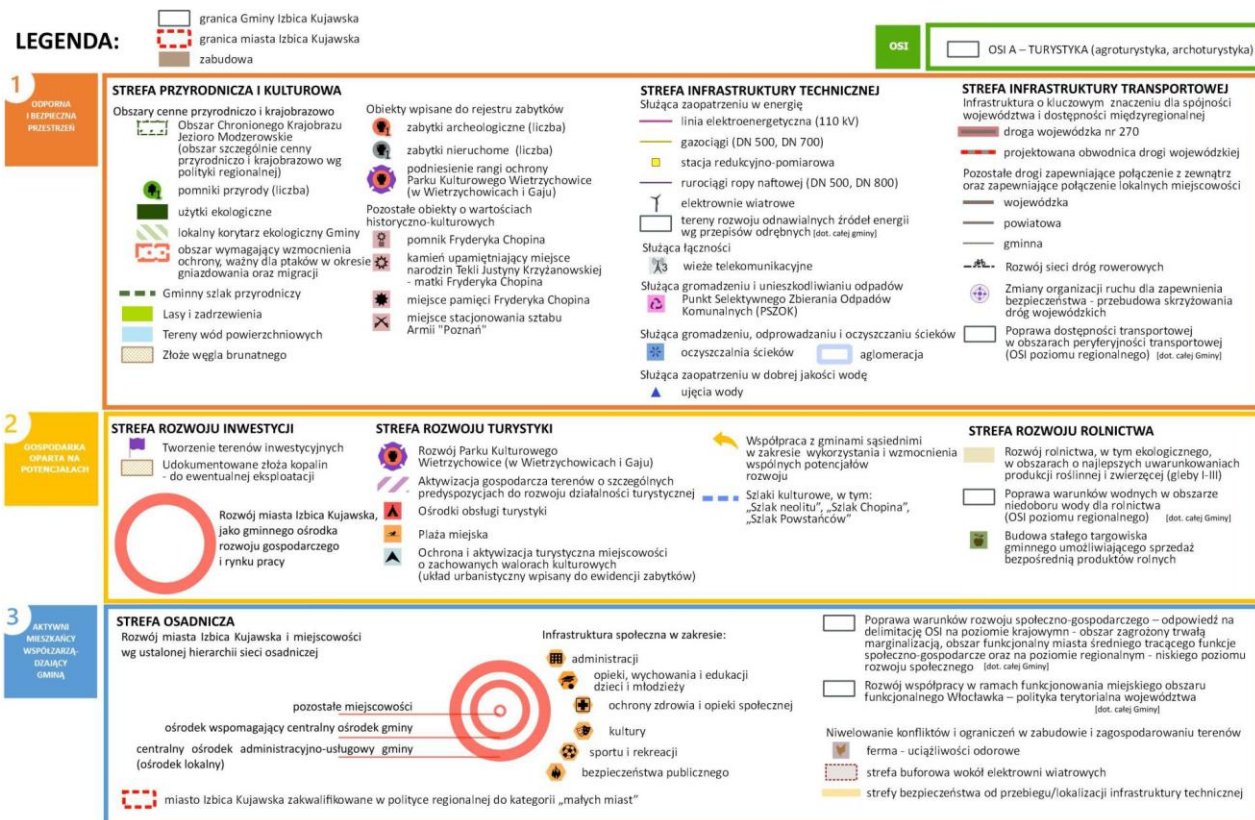 LEGENDA:
granica Gminy Izbica Kujawska
granica miasta Izbica Kujawska
zabudowa
OSI
OSI A – TURYSTYKA (agroturystyka, archoturystyka)
1
ODPORNA
I BEZPIECZNA
PRZESTRZEŃ
STREFA PRZYRODNICZA I KULTUROWA
Obszary cenne przyrodniczo i krajobrazowo
Obszar Chronionego Krajobrazu
Jezioro Modzerowskie
(obszar szczególnie cenny
przyrodniczo i krajobrazowo wg
polityki regionalnej)
pomniki przyrody (liczba)
użytki ekologiczne
lokalny korytarz ekologiczny Gminy
obszar wymagający wzmocnienia
ochrony, ważny dla ptaków w okresie
gniazdowania oraz migracji
Gminny szlak przyrodniczy
Lasy i zadrzewienia
Tereny wód powierzchniowych
Złoże węgla brunatnego
Obiekty wpisane do rejestru zabytków
zabytki archeologiczne (liczba)
zabytki nieruchome (liczba)
podniesienie rangi ochrony
Parku Kulturowego Wietrzychowice
(w Wietrzychowicach i Gaju)
Pozostałe obiekty o wartościach
historyczno-kulturowych
pomnik Fryderyka Chopina
kamień upamiętniający miejsce
narodzin Tekli Justyny Krzyżanowskiej
- matki Fryderyka Chopina
miejsce pamięci Fryderyka Chopina
miejsce stacjonowania sztabu
Armii "Poznań"
STREFA INFRASTRUKTURY TECHNICZNEJ
Służąca zaopatrzeniu w energię
linia elektroenergetyczna (110 kV)
gazociągi (DN 500, DN 700)
stacja redukcyjno-pomiarowa
rurociągi ropy naftowej (DN 500, DN 800)
elektrownie wiatrowe
tereny rozwoju odnawialnych źródeł energii
wg przepisów odrębnych [dot. całej gminy]
Służąca łączności
3 wieże telekomunikacyjne
Służąca gromadzeniu i unieszkodliwianiu odpadów
Punkt Selektywnego Zbierania Odpadów
Komunalnych (PSZOK)
Służąca gromadzeniu, odprowadzaniu i oczyszczaniu ścieków
oczyszczalnia ścieków
aglomeracja
Służąca zaopatrzeniu w dobrej jakości wodę
ujęcia wody
STREFA INFRASTRUKTURY TRANSPORTOWEJ
Infrastruktura o kluczowym znaczeniu dla spójności
województwa i dostępności międzyregionalnej
droga wojewódzka nr 270
projektowana obwodnica drogi wojewódzkiej
Pozostałe drogi zapewniające połączenie z zewnątrz
oraz zapewniające połączenie lokalnych miejscowości
wojewódzka
powiatowa
gminna
Rozwój sieci dróg rowerowych
Zmiany organizacji ruchu dla zapewnienia
bezpieczeństwa - przebudowa skrzyżowania
dróg wojewódzkich
Poprawa dostępności transportowej
w obszarach peryferyjności transportowej
(OSI poziomu regionalnego) [dot. całej Gminy]
2
GOSPODARKA
OPARTA NA
POTENCJAŁACH
STREFA ROZWOJU INWESTYCJI
Tworzenie terenów inwestycyjnych
Udokumentowane złoża kopalin
- do ewentualnej eksploatacji
Rozwój miasta Izbica Kujawska,
jako gminnego ośrodka
rozwoju gospodarczego
i rynku pracy
STREFA ROZWOJU TURYSTYKI
Rozwój Parku Kulturowego
Wietrzychowice (w Wietrzychowicach i Gaju)
Aktywizacja gospodarcza terenów o szczególnych
predyspozycjach do rozwoju działalności turystycznej
Ośrodki obsługi turystyki
Plaża miejska
Ochrona i aktywizacja turystyczna miejscowości
o zachowanych walorach kulturowych
(układ urbanistyczny wpisany do ewidencji zabytków)
Współpraca z gminami sąsiednimi
w zakresie wykorzystania i wzmocnienia
wspólnych potencjałów
rozwoju
Szlaki kulturowe, w tym:
„Szlak neolitu", „Szlak Chopina",
„Szlak Powstańców"
STREFA ROZWOJU ROLNICTWA
Rozwój rolnictwa, w tym ekologicznego,
w obszarach o najlepszych uwarunkowaniach
produkcji roślinnej i zwierzęcej (gleby I-III)
Poprawa warunków wodnych w obszarze
niedoboru wody dla rolnictwa
(OSI poziomu regionalnego) [dot. całej Gminy]
Budowa stałego targowiska
gminnego umożliwiającego sprzedaż
bezpośrednią produktów rolnych
3
AKTYWNI
MIESZKAŃCY
WSPÓŁZARZĄ-
DZAJĄCY
GMINĄ
STREFA OSADNICZA
Rozwój miasta Izbica Kujawska i miejscowości
wg ustalonej hierarchii sieci osadniczej
pozostałe miejscowości
ośrodek wspomagający centralny ośrodek gminy
centralny ośrodek administracyjno-usługowy gminy
(ośrodek lokalny)
miasto Izbica Kujawska zakwalifikowane w polityce regionalnej do kategorii „małych miast"
Infrastruktura społeczna w zakresie:
administracji
opieki, wychowania i edukacji
dzieci i młodzieży
ochrony zdrowia i opieki społecznej
kultury
sportu i rekreacji
bezpieczeństwa publicznego
Poprawa warunków rozwoju społeczno-gospodarczego – odpowiedź na
delimitację OSI na poziomie krajowymn - obszar zagrożony trwałą
marginalizacją, obszar funkcjonalny miasta średniego tracącego funkcje
społeczno-gospodarcze oraz na poziomie regionalnym - niskiego poziomu
rozwoju społecznego [dot. całej Gminy]
Rozwój współpracy w ramach funkcjonowania miejskiego obszaru
funkcjonalnego Włocławka – polityka terytorialna województwa
[dot. całej Gminy]
Niwelowanie konfliktów i ograniczeń w zabudowie i zagospodarowaniu terenów
ferma - uciążliwości odorowe
strefa buforowa wokół elektrowni wiatrowych
strefy bezpieczeństwa od przebiegu/lokalizacji infrastruktury technicznej